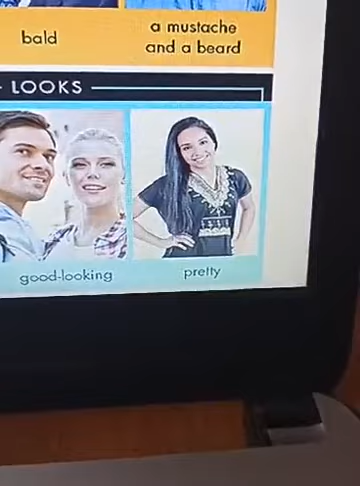 bald
a mustache
and a beard
LOOKS
good-looking
pretty